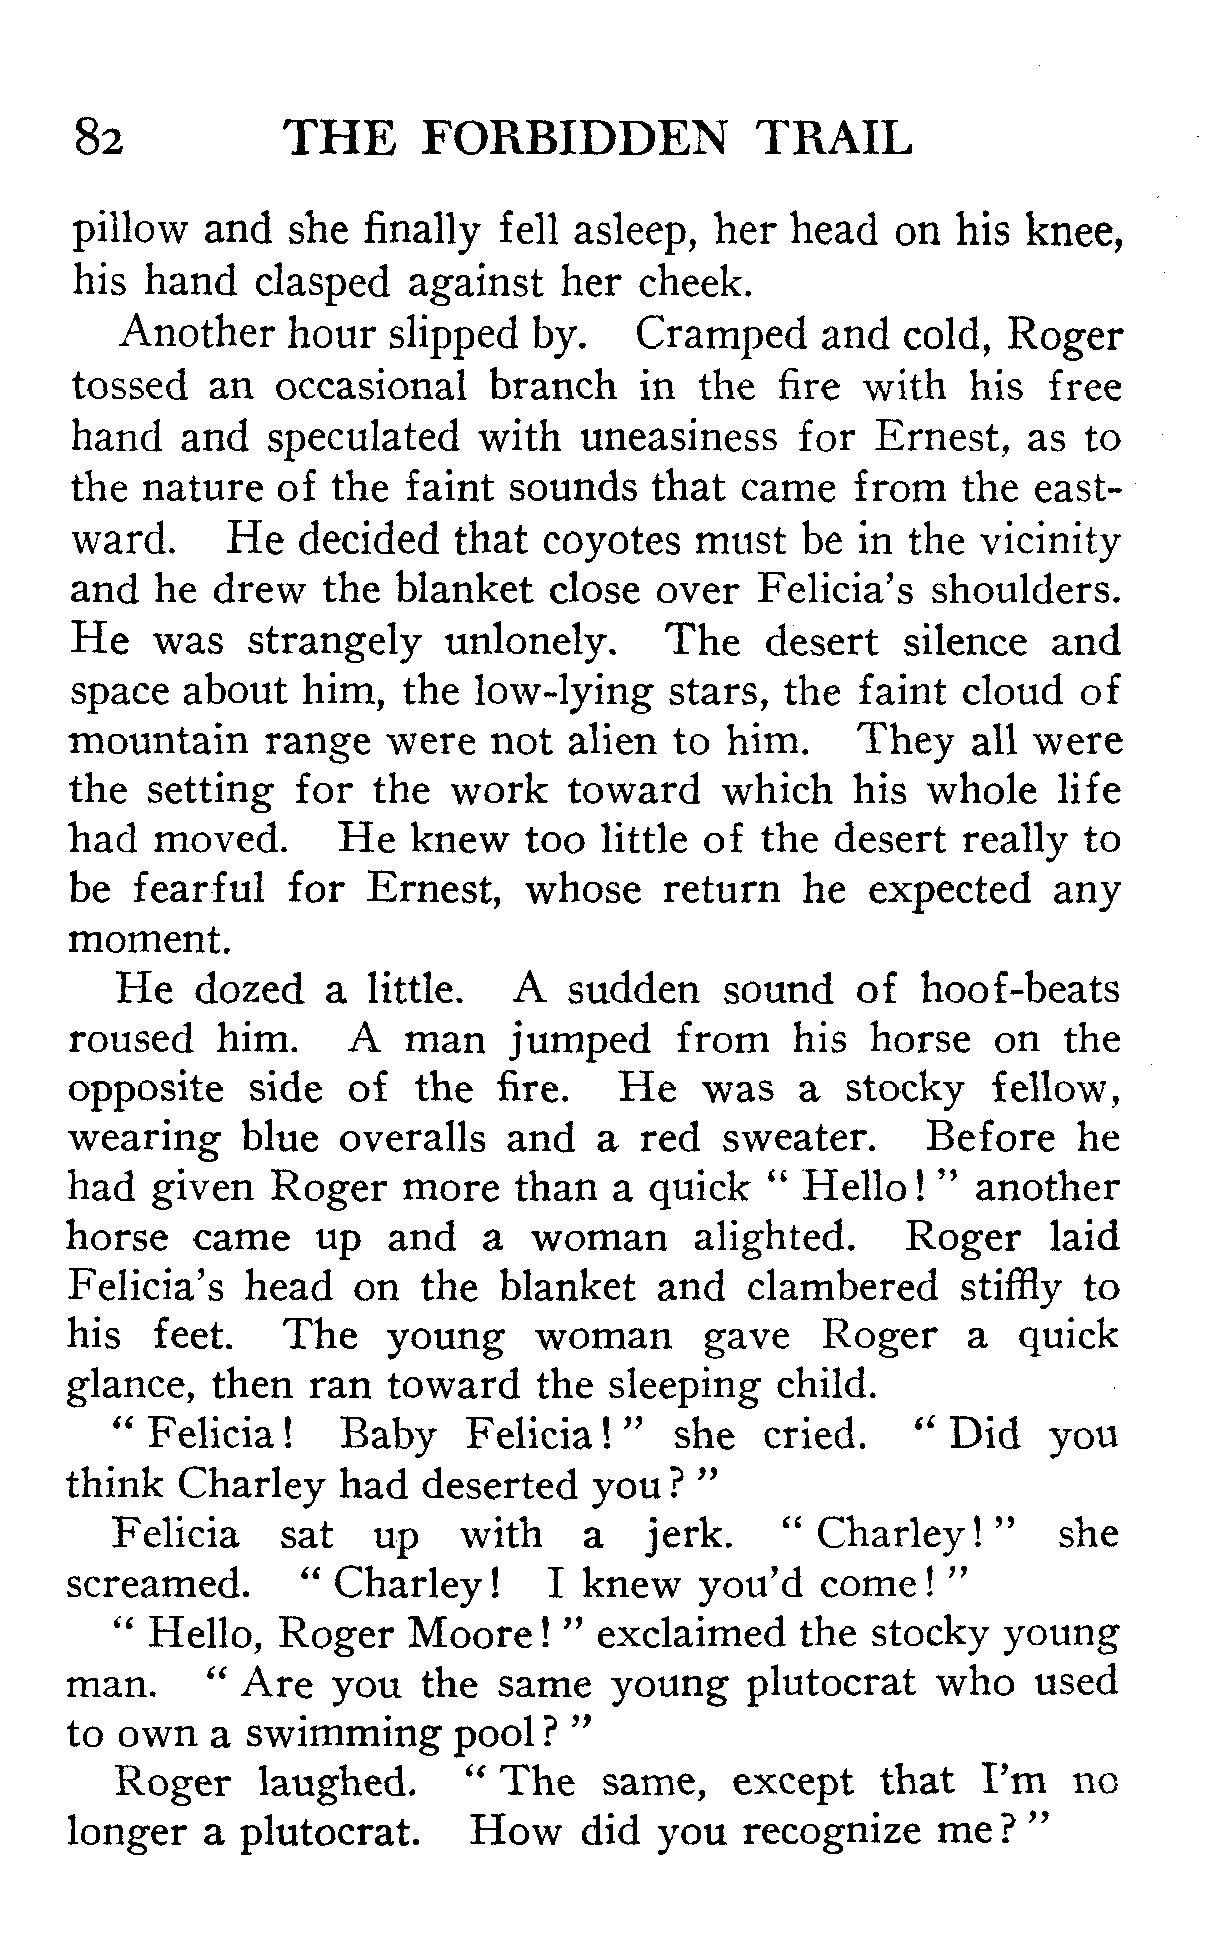 82 THE FORBIDDEN TRAIL
pillow and she finally fell asleep, her head on his knee,
his hand clasped against her cheek.
Another hour slipped by. Cramped and cold, Roger
tossed an occasional branch in the fire with his free
hand and speculated with uneasiness for Ernest, as to
the nature of the faint sounds that came from the east-
ward. He decided that coyotes must be in the vicinity
and he drew the blanket close over Felicia's shoulders.
He was strangely unlonely. The desert silence and
space about him, the low-lying stars, the faint cloud of
mountain range were not alien to him. They all were
the setting for the work toward which his whole life
had moved. He knew too little of the desert really to
be fearful for Ernest, whose return he expected any
moment.
He dozed a little. A sudden sound of hoof-beats
roused him. A man jumped from his horse on the
opposite side of the fire. He was a stocky fellow,
wearing blue overalls and a red sweater. Before he
had given Roger more than a quick " Hello! " another
horse came up and a woman alighted. Roger laid
Felicia's head on the blanket and clambered stiffly to
his feet. The young woman gave Roger a quick
glance, then ran toward the sleeping child.
" Felicia! Baby Felicia! " she cried. " Did you
think Charley had deserted you? "
Felicia sat up with a jerk. " Charley! " she
screamed. " Charley! I knew you'd come! "
" Hello, Roger Moore! " exclaimed the stocky young
man. " Are you the same young plutocrat who used
to own a swimming pool? "
Roger laughed. " The same, except that I'm no
longer a plutocrat. How did you recognize me? "